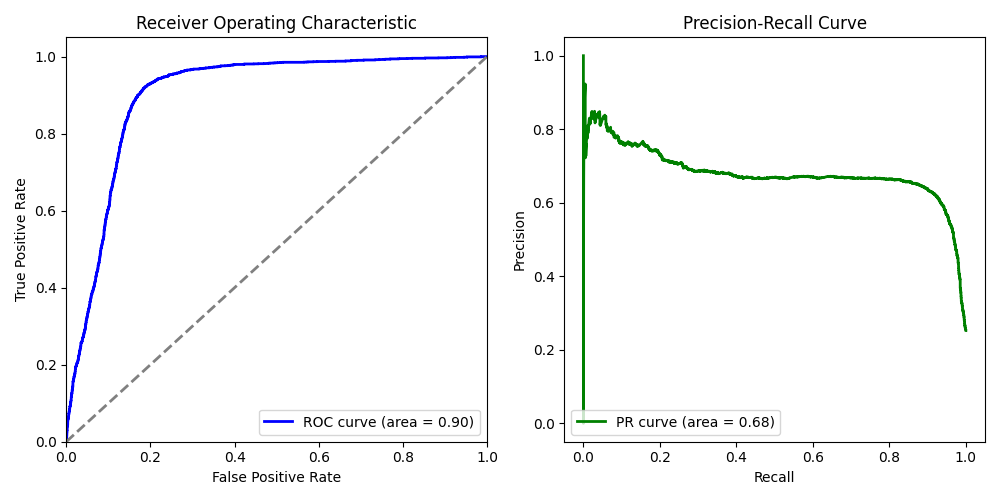 Receiver Operating Characteristic
1.0
0.8
0.6
0.4
0.2
0.0
True Positive Rate
0.0 0.2 0.4 0.6 0.8 1.0
False Positive Rate
ROC curve (area = 0.90)
Precision-Recall Curve
1.0
0.8
0.6
0.4
0.2
0.0
Precision
0.0 0.2 0.4 0.6 0.8 1.0
Recall
PR curve (area = 0.68)